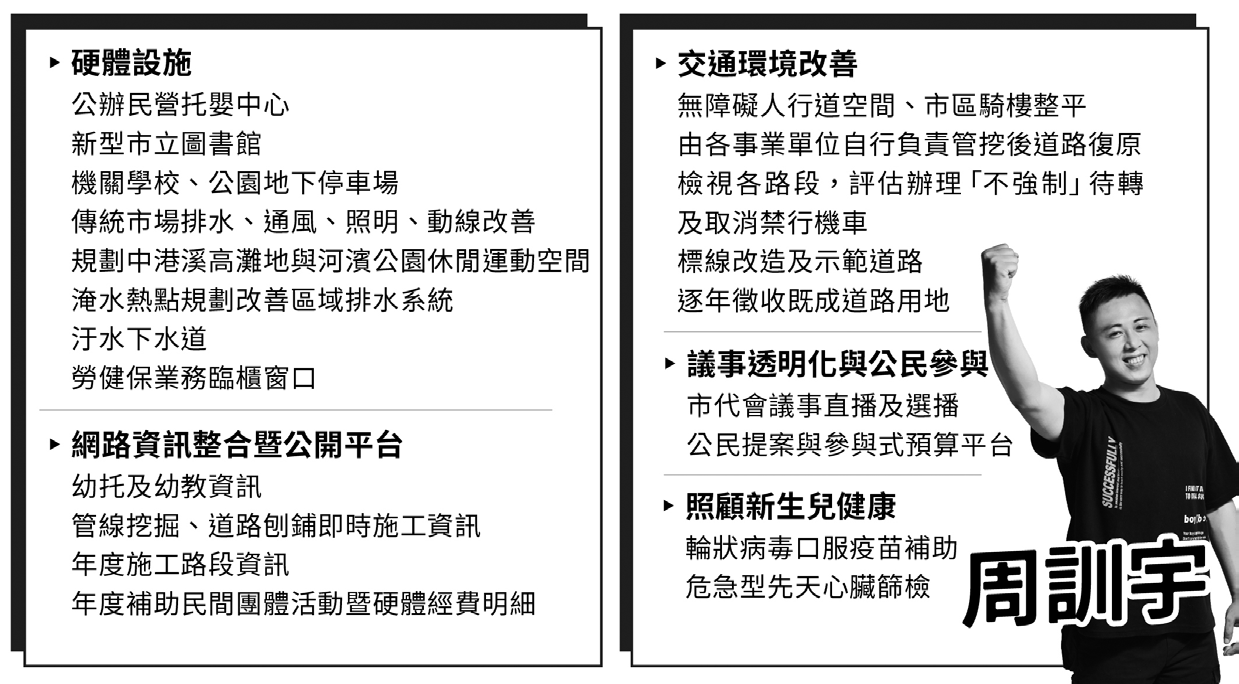 ▸ 硬體設施
公辦民營托嬰中心
新型市立圖書館
機關學校、公園地下停車場
傳統市場排水、通風、照明、動線改善
規劃中港溪高灘地與河濱公園休閒運動空間
淹水熱點規劃改善區域排水系統
汙水下水道
勞健保業務臨櫃窗口
▸ 網路資訊整合暨公開平台
幼托及幼教資訊
管線挖掘、道路刨鋪即時施工資訊
年度施工路段資訊
年度補助民間團體活動暨硬體經費明細
▸ 交通環境改善
無障礙人行道空間、市區騎樓整平
由各事業單位自行負責管挖後道路復原
檢視各路段，評估辦理「不強制」待轉
及取消禁行機車
標線改造及示範道路
逐年徵收既成道路用地
▸ 議事透明化與公民參與
市代會議事直播及選播
公民提案與參與式預算平台
▸ 照顧新生兒健康
輪狀病毒口服疫苗補助
危急型先天心臟篩檢
周訓宇
SUCCESSFULLY